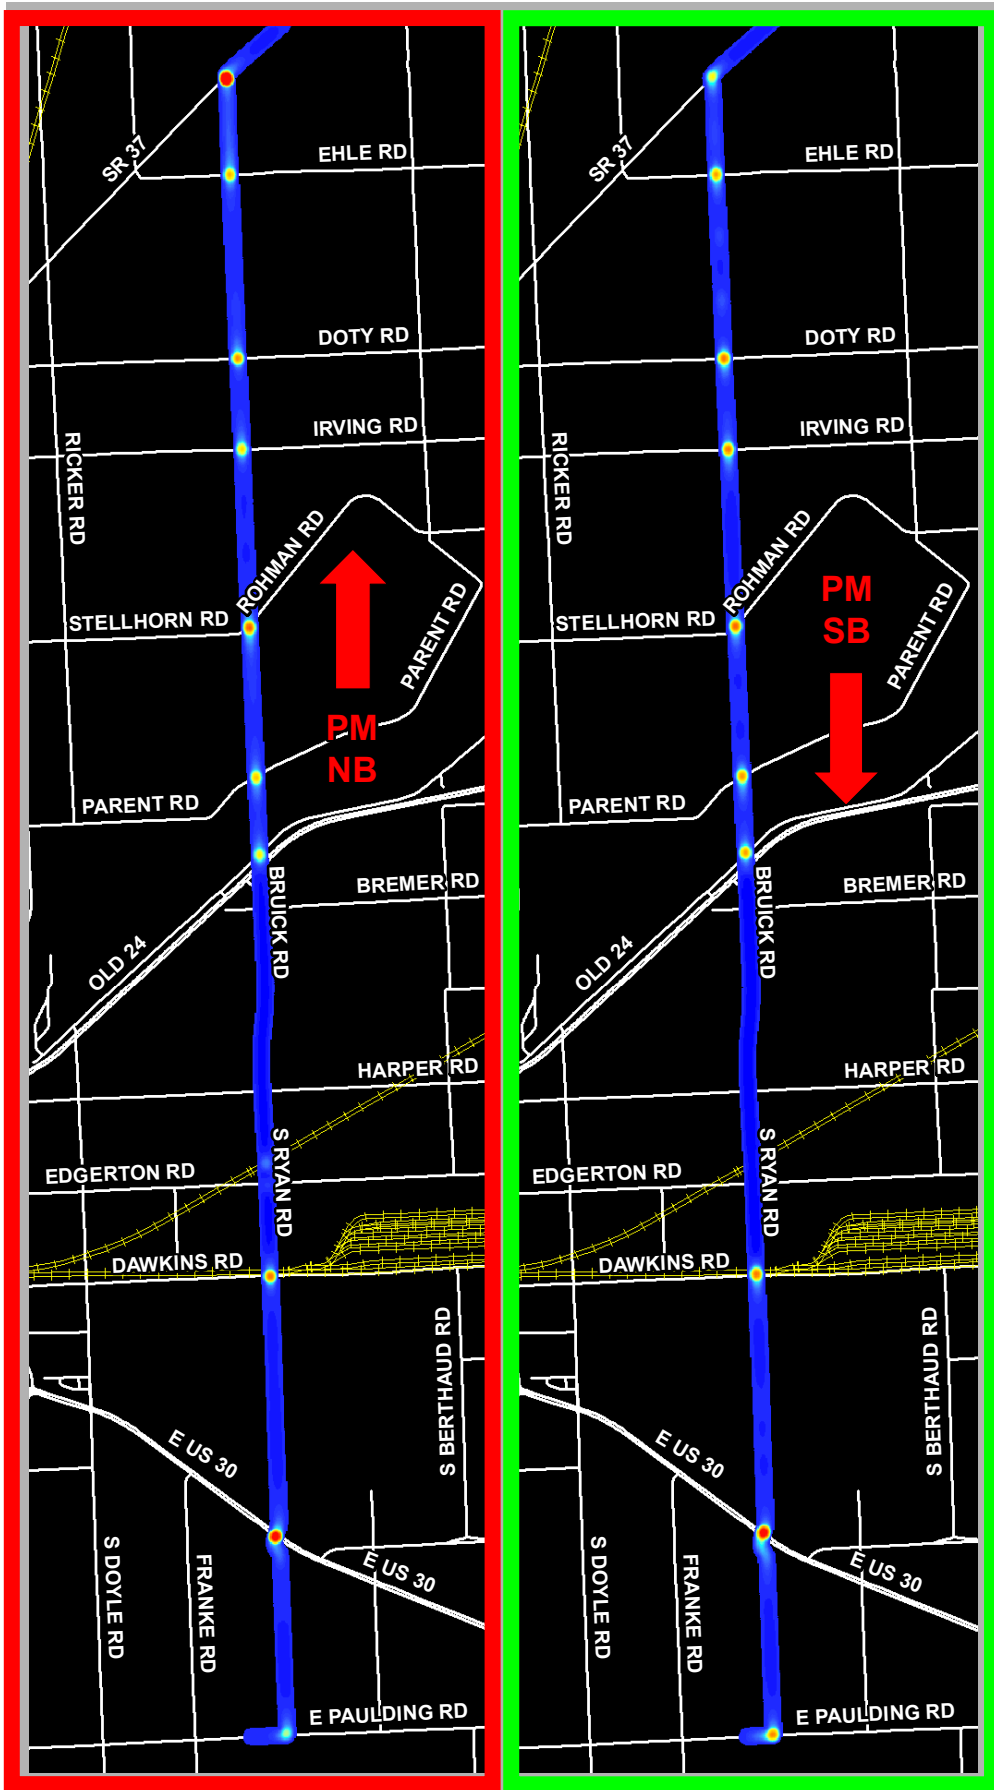 SR 37
EHLE RD
DOTY RD
IRVING RD
RICKER RD
ROHMAN RD
STELLHORN RD
PARENT RD
PM
NB
PARENT RD
BREMER RD
BRUICK RD
OLD 24
HARPER RD
S RYAN RD
EDGERTON RD
DAWKINS RD
S BERTHAUD RD
E US 30
S DOYLE RD
FRANKE RD
E US 30
E PAULDING RD
SR 37
EHLE RD
DOTY RD
IRVING RD
RICKER RD
ROHMAN RD
PM
SB
STELLHORN RD
PARENT RD
PARENT RD
BREMER RD
BRUICK RD
OLD 24
HARPER RD
S RYAN RD
EDGERTON RD
DAWKINS RD
S BERTHAUD RD
E US 30
S DOYLE RD
FRANKE RD
E US 30
E PAULDING RD